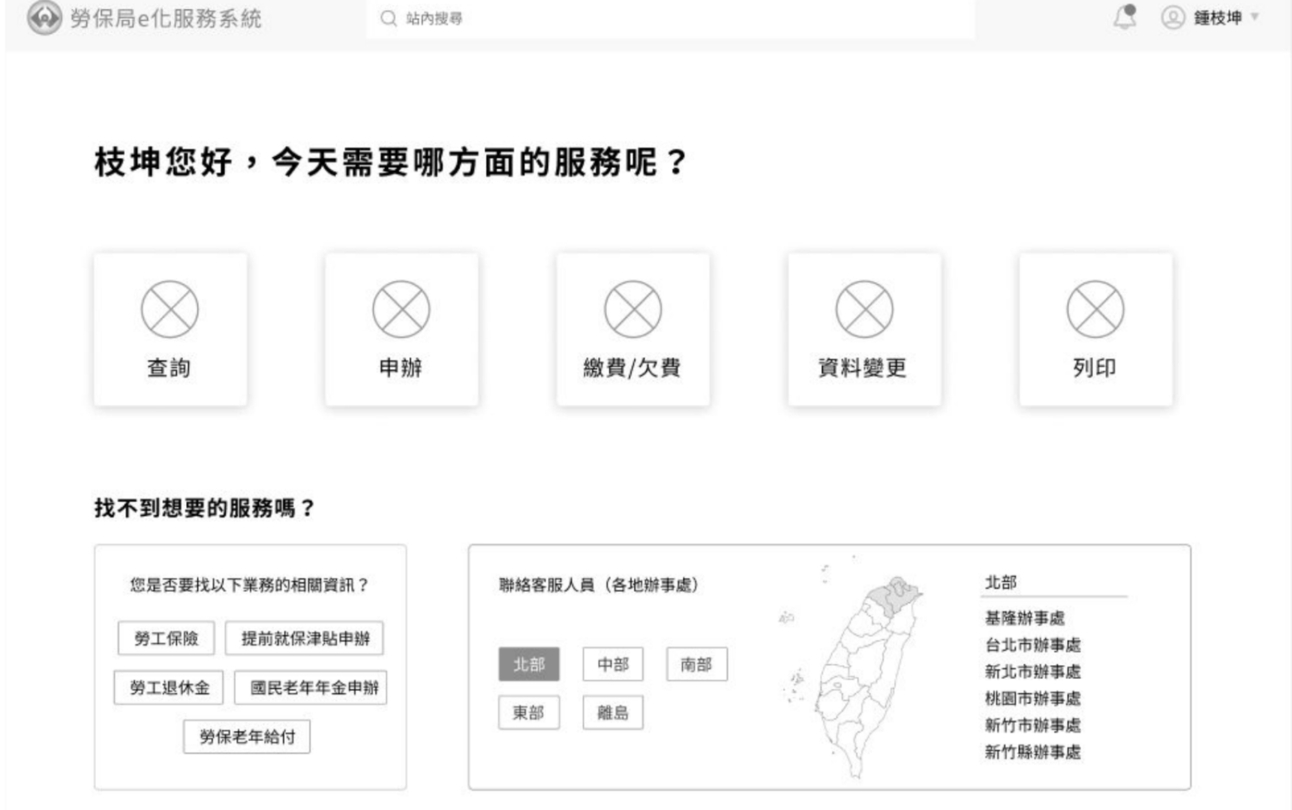 勞保局e化服務系統
站內搜尋
鍾枝坤
枝坤您好，今天需要哪方面的服務呢？
查詢
申辦
繳費/欠費
資料變更
列印
找不到想要的服務嗎？
您是否要找以下業務的相關資訊？
勞工保險
提前就保津貼申辦
勞工退休金
國民老年年金申辦
勞保老年給付
聯絡客服人員（各地辦事處）
北部
中部
南部
東部
離島
北部
基隆辦事處
台北市辦事處
新北市辦事處
桃園市辦事處
新竹市辦事處
新竹縣辦事處